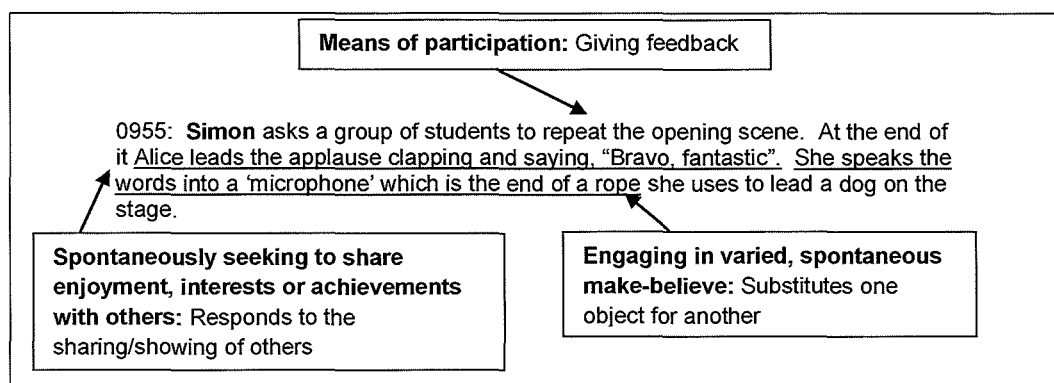 Means of participation: Giving feedback
0955: Simon asks a group of students to repeat the opening scene. At the end of
it Alice leads the applause clapping and saying, “Bravo, fantastic”. She speaks the
words into a ‘microphone’ which is the end of a rope she uses to lead a dog on the
stage.
Spontaneously seeking to share
enjoyment, interests or achievements
with others: Responds to the
sharing/showing of others
Engaging in varied, spontaneous
make-believe: Substitutes one
object for another